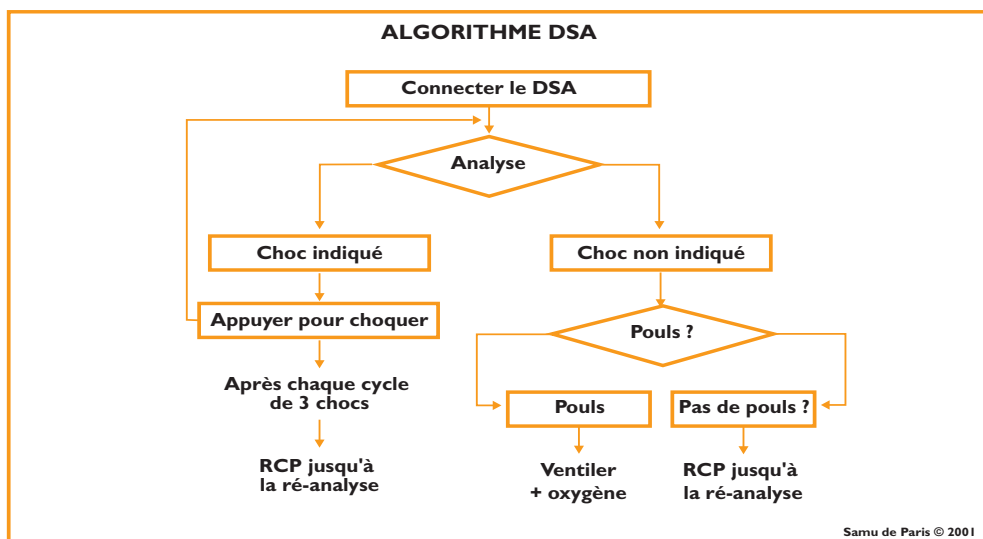 ALGORITHME DSA
Connecter le DSA
Analyse
Choc indiqué
Choc non indiqué
Appuyer pour choquer
Pouls ?
Après chaque cycle
de 3 chocs
Pouls
Pas de pouls ?
RCP jusqu'à
la ré-analyse
Ventiler
+ oxygène
RCP jusqu'à
la ré-analyse
Samu de Paris © 2001